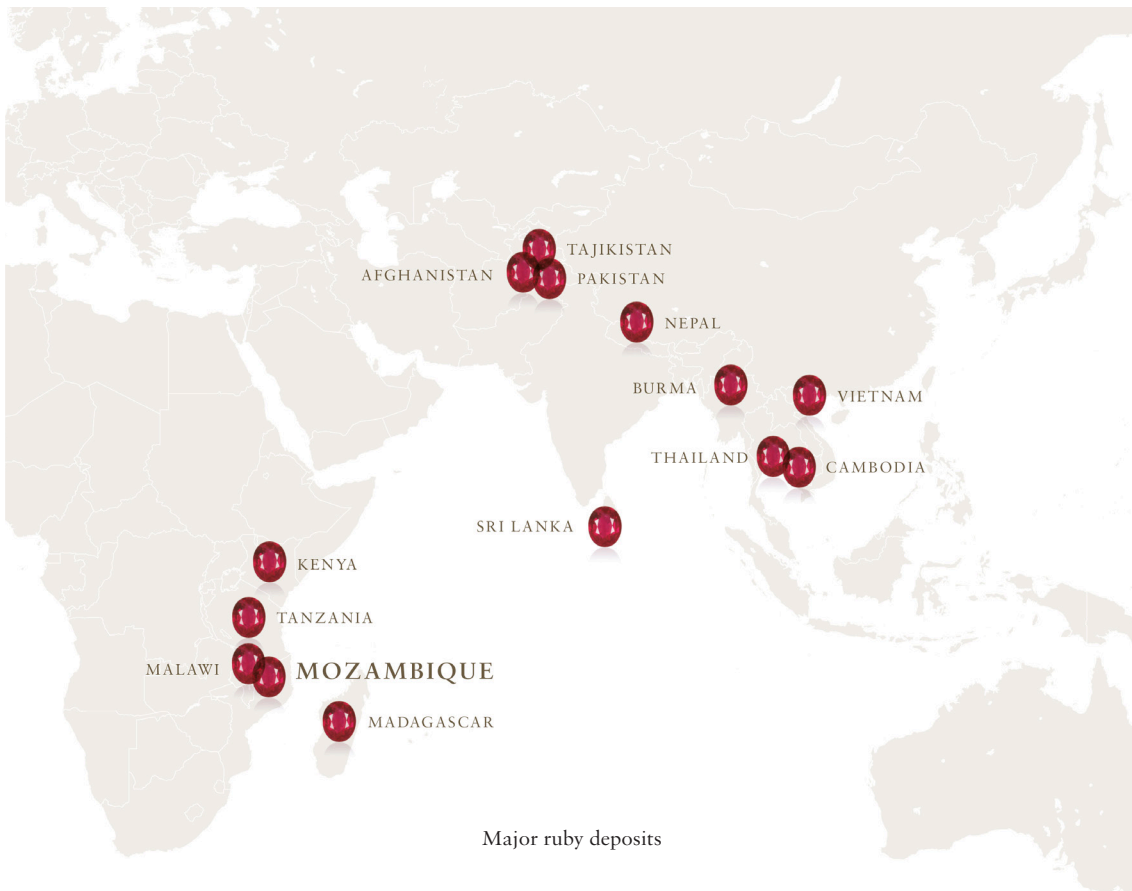 TAJIKISTAN
AFGHANISTAN
PAKISTAN
NEPAL
BURMA
VIETNAM
THAILAND
CAMBODIA
SRI LANKA
KENYA
TANZANIA
MALAWI
MOZAMBIQUE
MADAGASCAR
Major ruby deposits